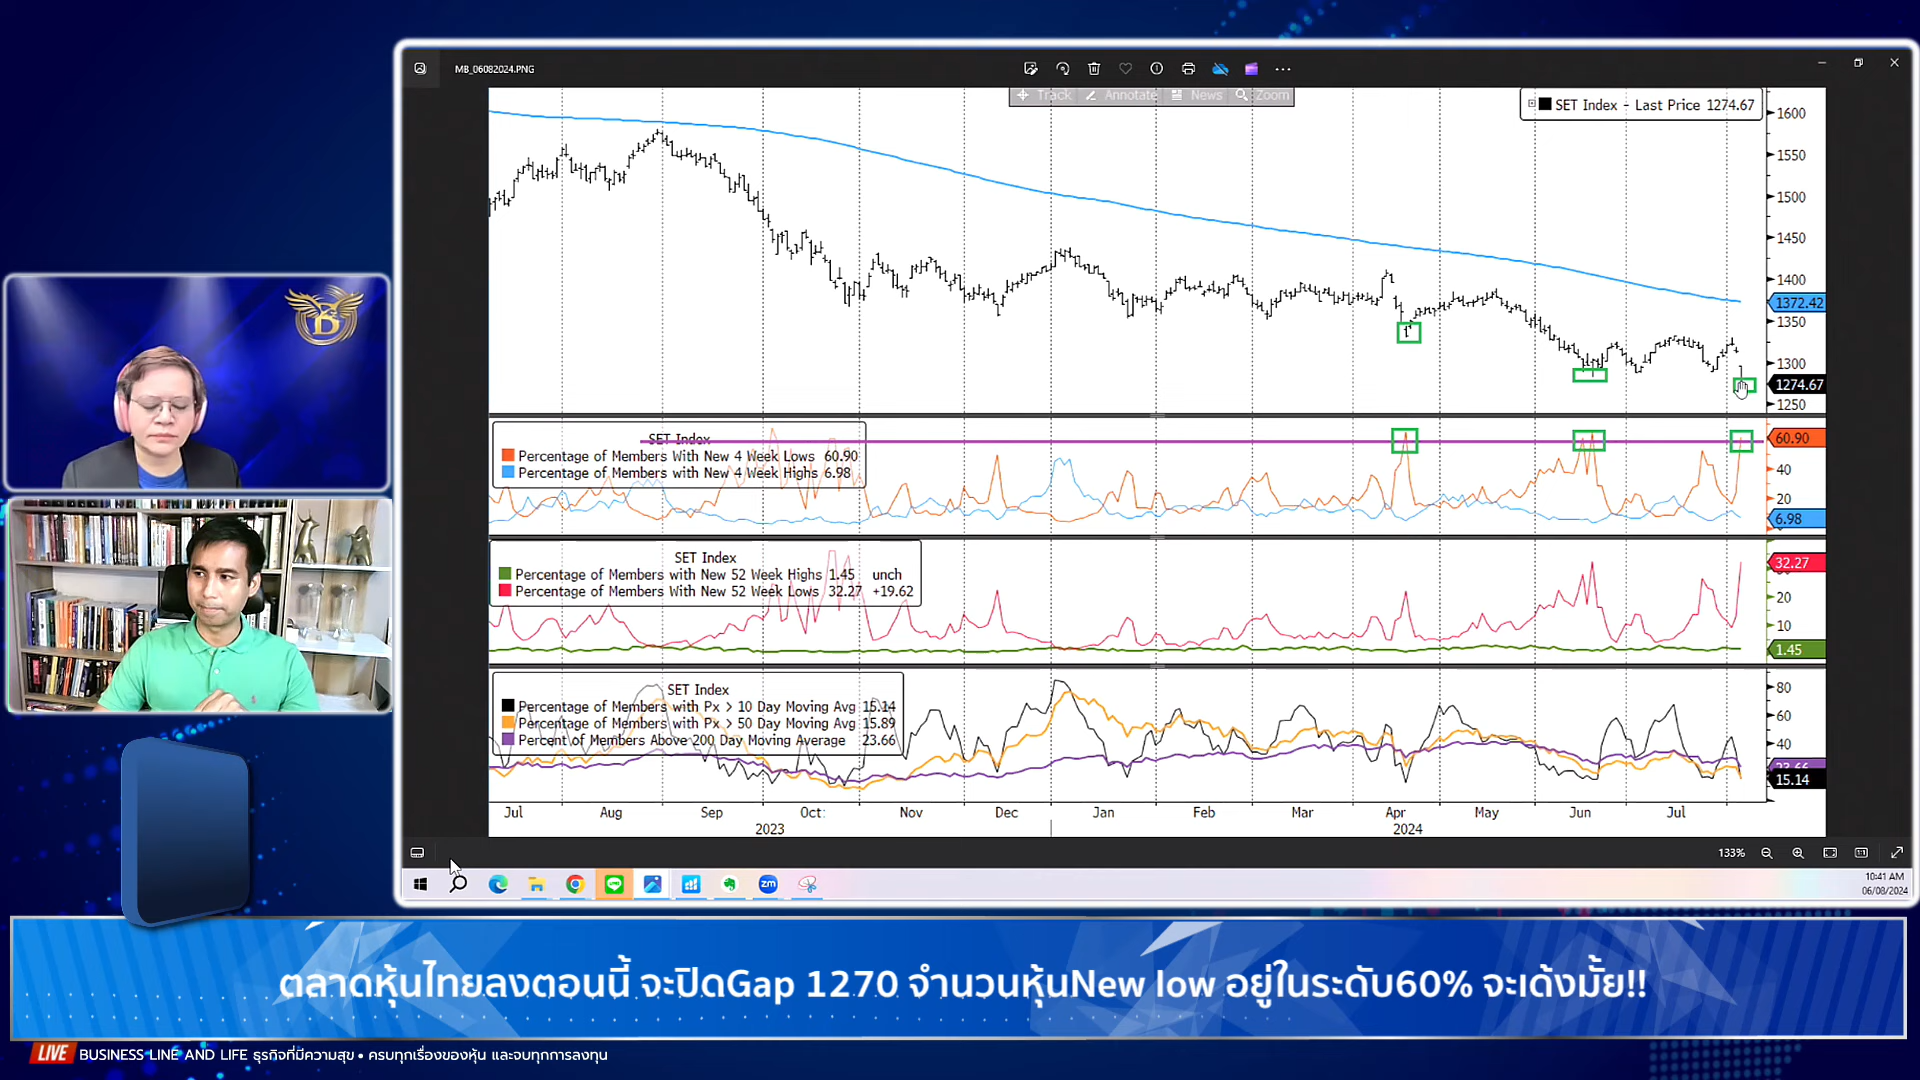 MB_06082024.PNG
Track Annotate News Zoom
SET Index - Last Price 1274.67
1600
1550
1500
1450
1400
1372.42
1350
1300
1274.67
1250
SET Index
Percentage of Members With New 4 Week Lows 60.90
Percentage of Members with New 4 Week Highs 6.98
60.90
40
20
6.98
SET Index
Percentage of Members with New 52 Week Highs 1.45 unch
Percentage of Members with New 52 Week Lows 32.27 +19.62
32.27
20
10
1.45
SET Index
Percentage of Members with Px > 10 Day Moving Avg 15.14
Percentage of Members with Px > 50 Day Moving Avg 15.89
Percent of Members Above 200 Day Moving Average 23.66
80
60
40
23.66
15.14
Jul Aug Sep Oct Nov Dec Jan Feb Mar Apr May Jun Jul
2023 2024
133%
zm
10:41 AM
06/08/2024
ตลาดหุ้นไทยลงตอนนี้ จะปิดGap 1270 จำนวนหุ้นNew low อยู่ในระดับ60% จะเด้งมั้ย!!
LIVE BUSINESS LINE AND LIFE ธุรกิจที่มีความสุข • ครบทุกเรื่องของหุ้น และจบทุกการลงทุน